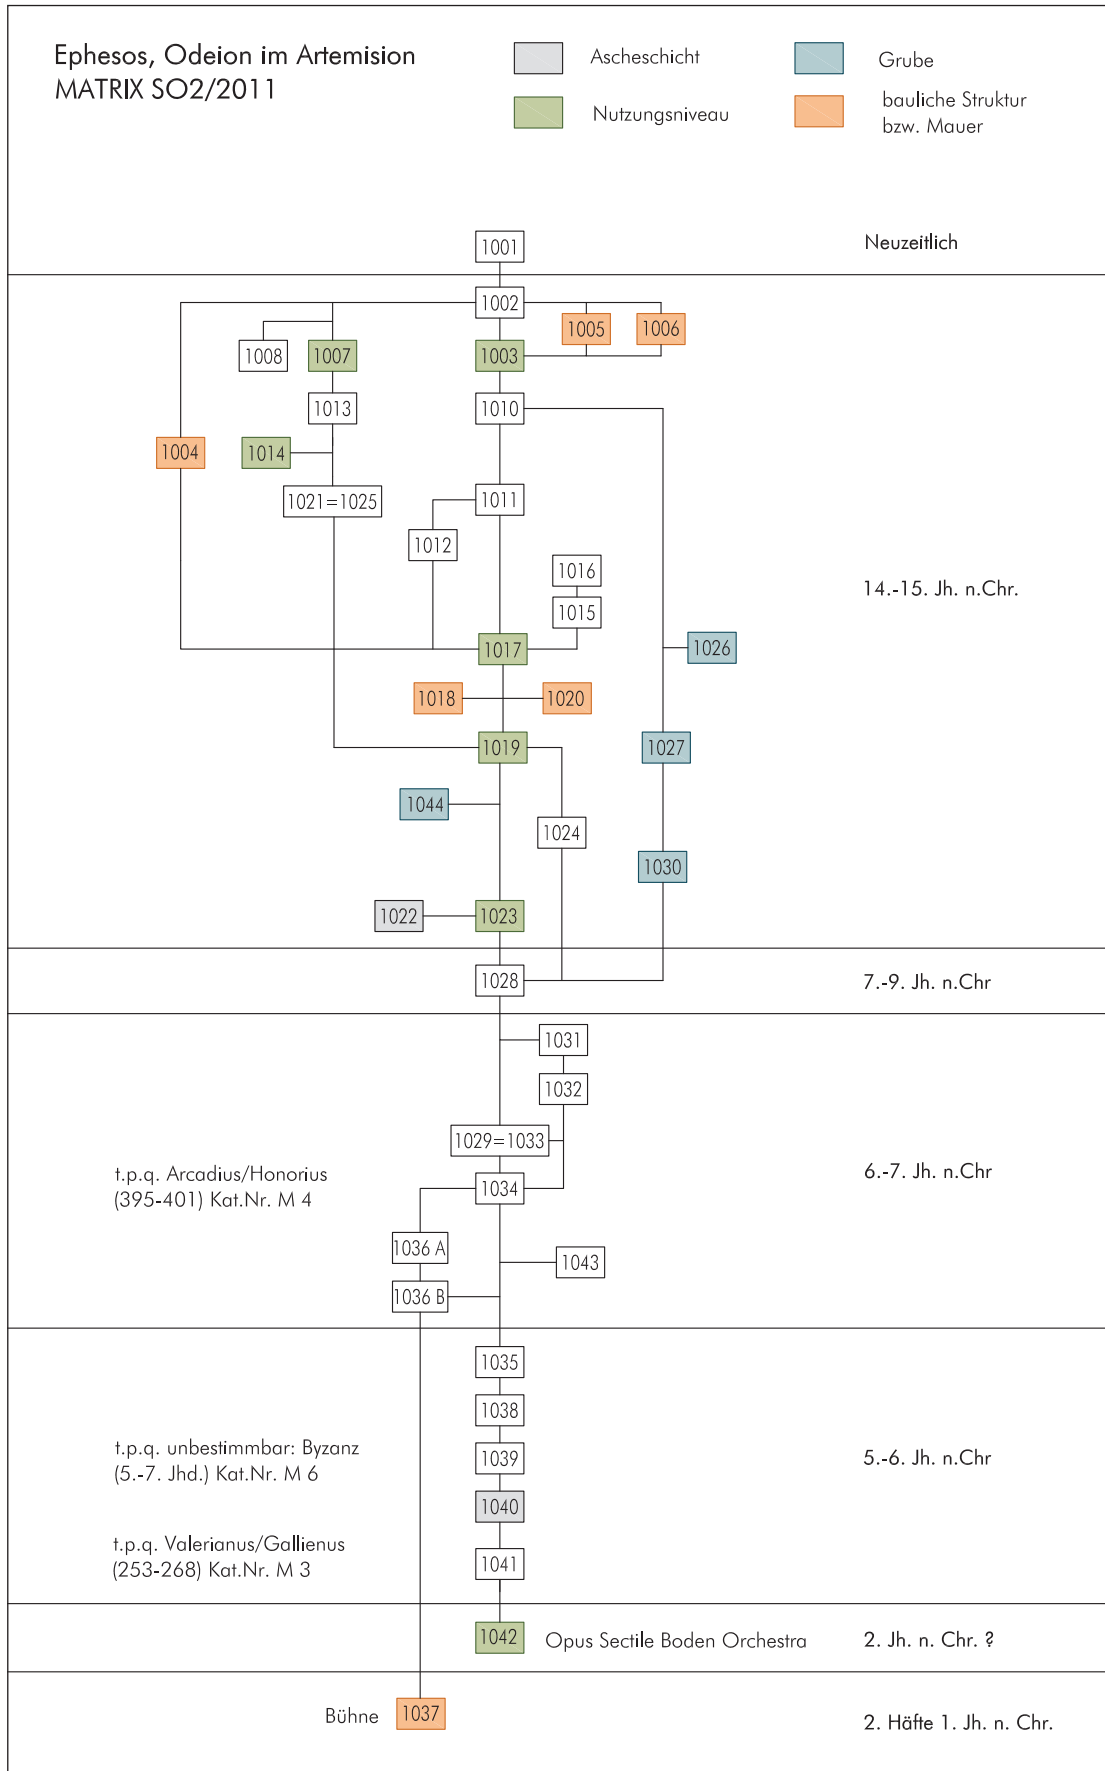 Ephesos, Odeion im Artemision
MATRIX SO2/2011
Ascheschicht
Grube
Nutzungsniveau
bauliche Struktur
bzw. Mauer
1001
Neuzeitlich
1002
1005
1006
1008
1007
1003
1013
1010
1004
1014
1021=1025
1011
1012
1016
14.-15. Jh. n.Chr.
1015
1017
1026
1018
1020
1019
1027
1044
1024
1030
1022
1023
1028
7.-9. Jh. n.Chr
1031
1032
1029=1033
t.p.q. Arcadius/Honorius
(395-401) Kat.Nr. M 4
6.-7. Jh. n.Chr
1034
1036 A
1043
1036 B
1035
1038
t.p.q. unbestimmbar: Byzanz
(5.-7. Jhd.) Kat.Nr. M 6
1039
5.-6. Jh. n.Chr
1040
t.p.q. Valerianus/Gallienus
(253-268) Kat.Nr. M 3
1041
1042
Opus Sectile Boden Orchestra
2. Jh. n. Chr. ?
Bühne
1037
2. Häfte 1. Jh. n. Chr.